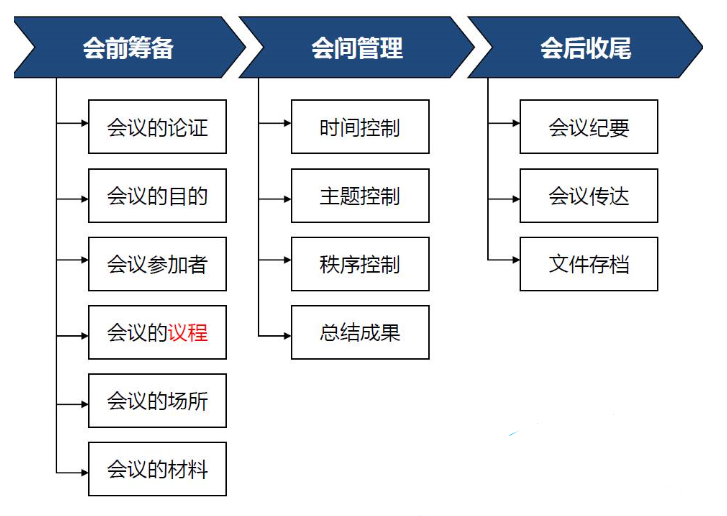 会前筹备
会议的论证
会议的目的
会议参加者
会议的议程
会议的场所
会议的材料
会间管理
时间控制
主题控制
秩序控制
总结成果
会后收尾
会议纪要
会议传达
文件存档